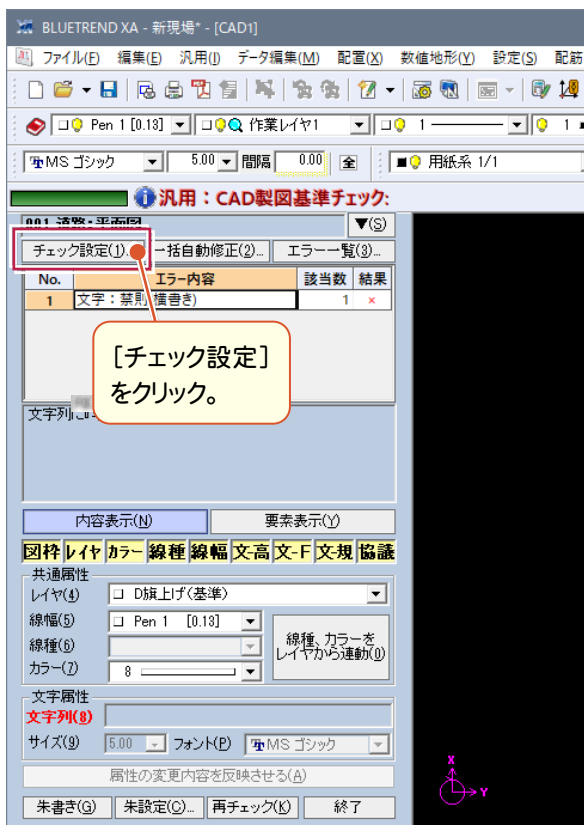 BLUETREND XA - 新現場* - [CAD1]
ファイル(F) 編集(E) 汎用(I) データ編集(M) 配置(X) 数値地形(Y) 設定(S) 配筋
Pen 1 [0.13] 作業レイヤ1 1 1
MS ゴシック 5.00 間隔 0.00 全 用紙系 1/1
汎用：CAD製図基準チェック:
001 道路:平面図 ▼(S)
チェック設定(1)... 一括自動修正(2)... エラー一覧(3)...
No. エラー内容 該当数 結果
1 文字：禁則(横書き) 1 ×
[チェック設定]
をクリック。
文字列
内容表示(N) 要素表示(Y)
図枠 レイヤ カラー 線種 線幅 文-高 文-F 文-規 協議
共通属性
レイヤ(4) D旗上げ(基準)
線幅(5) Pen 1 [0.13]
線種(6)
カラー(7) 8
線種、カラーを
レイヤから連動(0)
文字属性
文字列(8)
サイズ(9) 5.00 フォント(P) MS ゴシック
属性の変更内容を反映させる(A)
朱書き(G) 朱設定(C)... 再チェック(K) 終了
X
Y